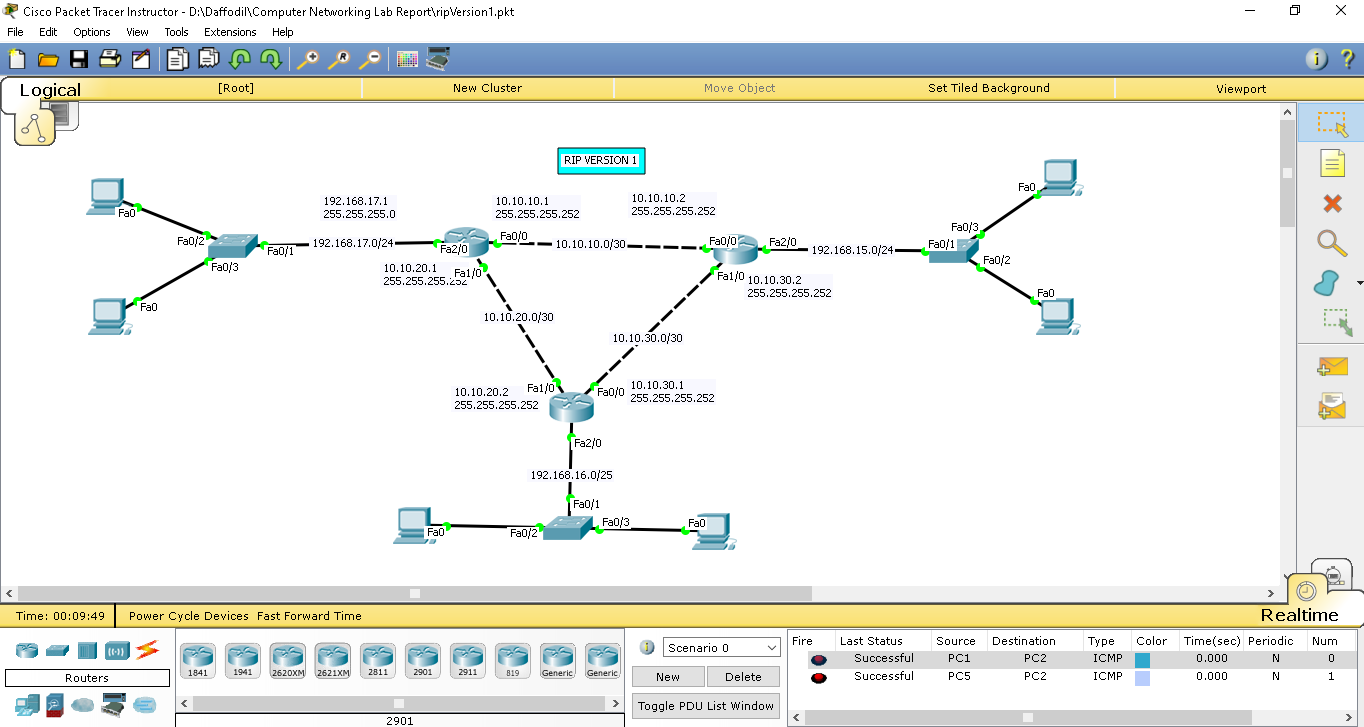 Cisco Packet Tracer Instructor - D:\Daffodil\Computer Networking Lab Report\ripVersion1.pkt
File Edit Options View Tools Extensions Help
Logical [Root] New Cluster Move Object Set Tiled Background Viewport
RIP VERSION 1
192.168.17.1
255.255.255.0
10.10.10.1
255.255.255.252
10.10.10.2
255.255.255.252
Fa0
Fa0/2
Fa0/1
Fa0/3
Fa0
192.168.17.0/24
Fa2/0
Fa0/0
10.10.10.0/30
Fa0/0
Fa2/0
192.168.15.0/24
Fa0/1
Fa0/3
Fa0
Fa0/2
Fa0
10.10.20.1
255.255.255.252
Fa1/0
Fa1/0
10.10.30.2
255.255.255.252
10.10.20.0/30
10.10.30.0/30
10.10.20.2
255.255.255.252
Fa1/0
Fa0/0
10.10.30.1
255.255.255.252
Fa2/0
192.168.16.0/25
Fa0/1
Fa0
Fa0/2
Fa0/3
Fa0
Time: 00:09:49 Power Cycle Devices Fast Forward Time
Realtime
Routers
1841 1941 2620XM 2621XM 2811 2901 2911 819 Generic Generic
2901
Scenario 0
New Delete
Toggle PDU List Window
Fire Last Status Source Destination Type Color Time(sec) Periodic Num
Successful PC1 PC2 ICMP 0.000 N 0
Successful PC5 PC2 ICMP 0.000 N 1